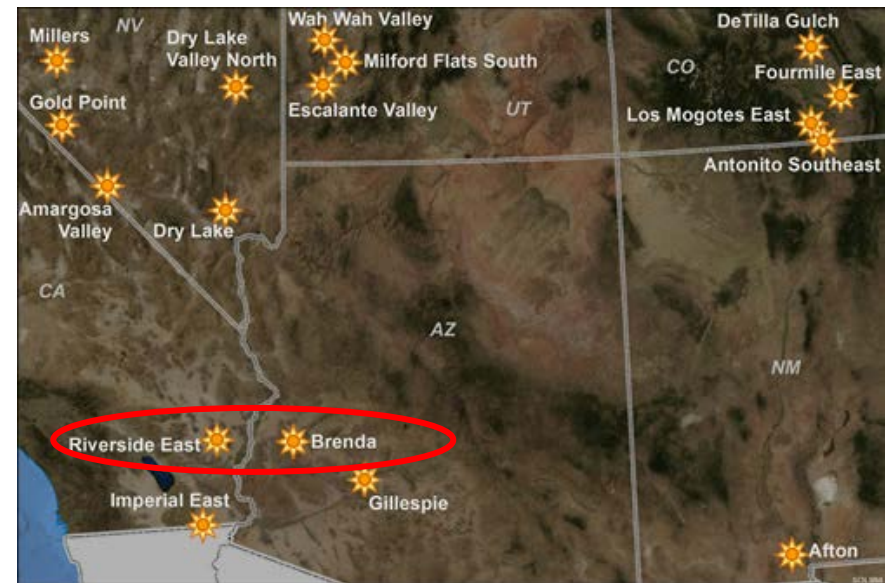 Wah Wah Valley
DeTilla Gulch
NV
Millers
Dry Lake
Valley North
Milford Flats South
CO
Fourmile East
Gold Point
Escalante Valley
UT
Los Mogotes East
Antonito Southeast
Amargosa
Valley
Dry Lake
CA
AZ
NM
Riverside East
Brenda
Imperial East
Gillespie
Afton